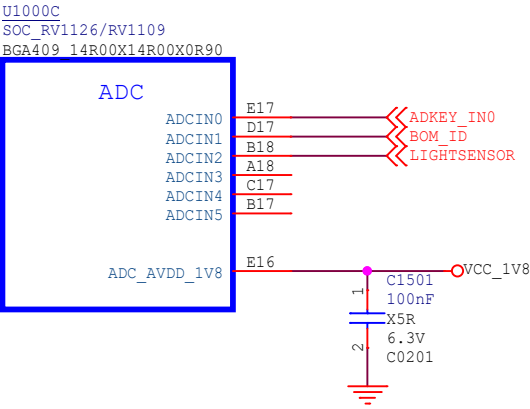 U1000C
SOC_RV1126/RV1109
BGA409_14R00X14R00X0R90
ADC
ADCIN0 E17 ADKEY_IN0
ADCIN1 D17 BOM_ID
ADCIN2 B18 LIGHTSENSOR
ADCIN3 A18
ADCIN4 C17
ADCIN5 B17
ADC_AVDD_1V8 E16 VCC_1V8
1 C1501
100nF
X5R
6.3V
2 C0201